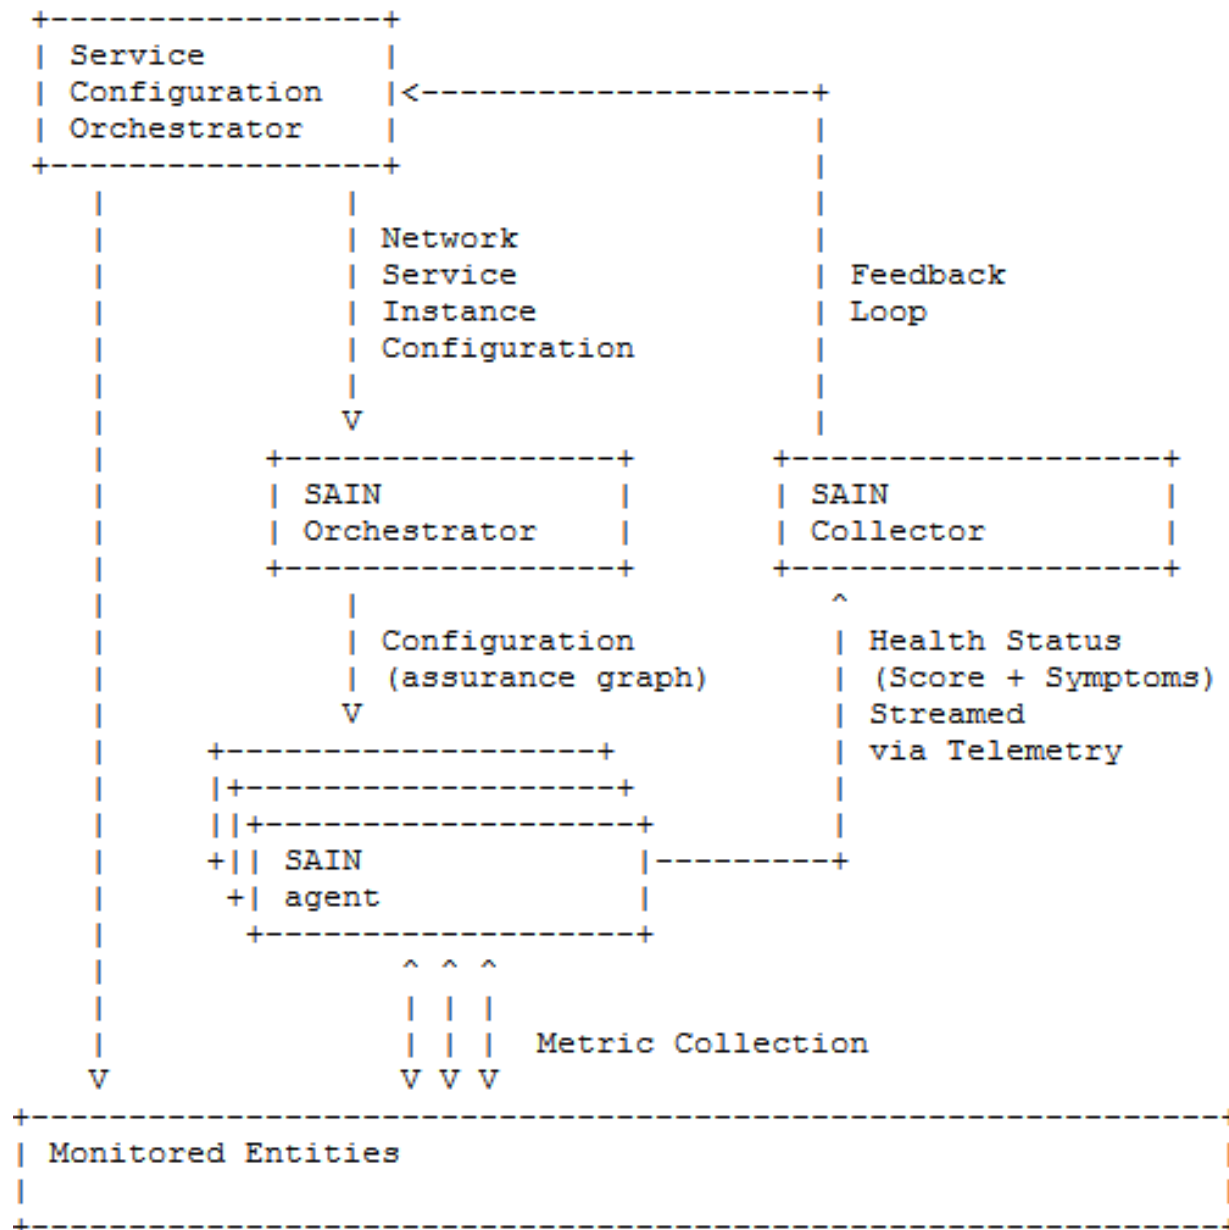 Service
Configuration
Orchestrator
Network
Service
Instance
Configuration
Feedback
Loop
SAIN
Orchestrator
SAIN
Collector
Configuration
(assurance graph)
Health Status
(Score + Symptoms)
Streamed
via Telemetry
SAIN
agent
Metric Collection
Monitored Entities